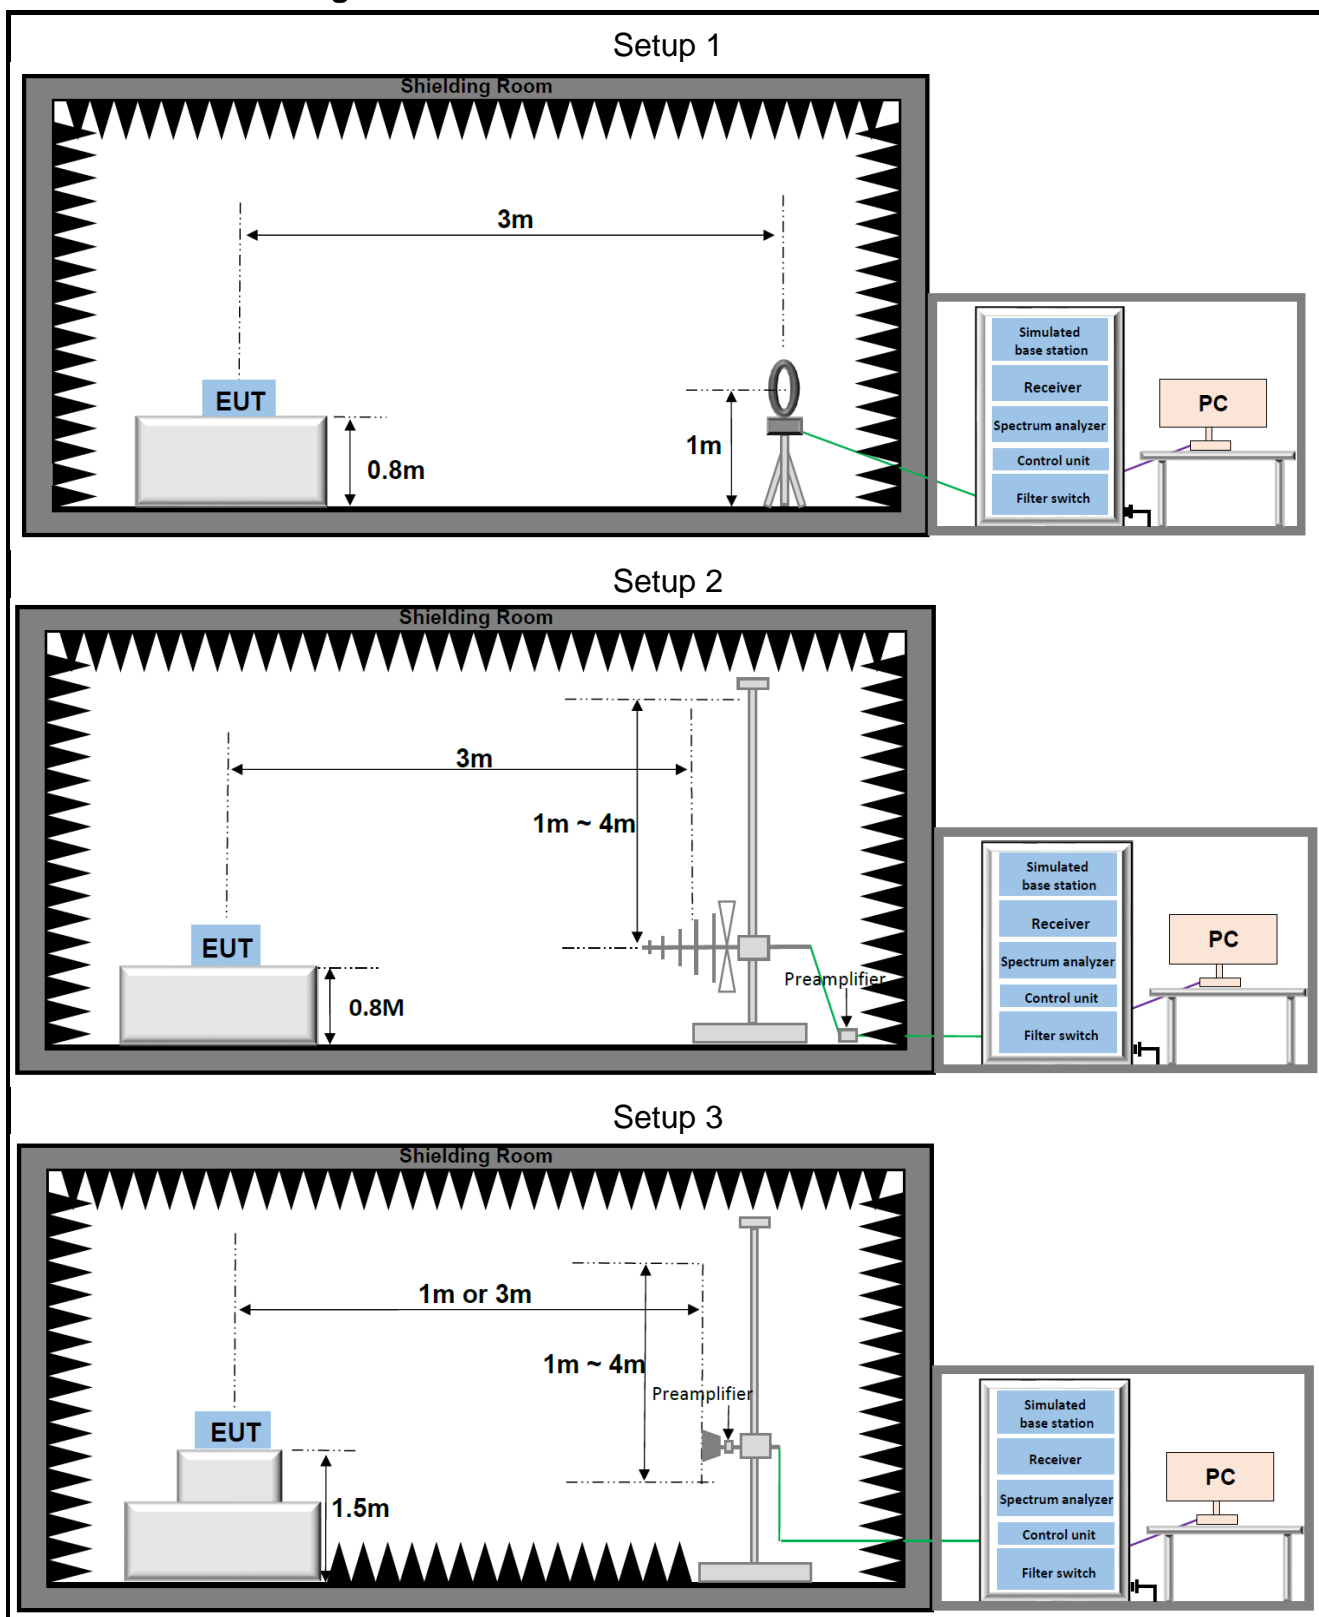 Setup 1
Shielding Room
3m
EUT
0.8m
1m
Simulated
base station
Receiver
Spectrum analyzer
Control unit
Filter switch
PC
Setup 2
Shielding Room
3m
1m ~ 4m
EUT
0.8M
Preamplifier
Simulated
base station
Receiver
Spectrum analyzer
Control unit
Filter switch
PC
Setup 3
Shielding Room
1m or 3m
1m ~ 4m
Preamplifier
EUT
1.5m
Simulated
base station
Receiver
Spectrum analyzer
Control unit
Filter switch
PC